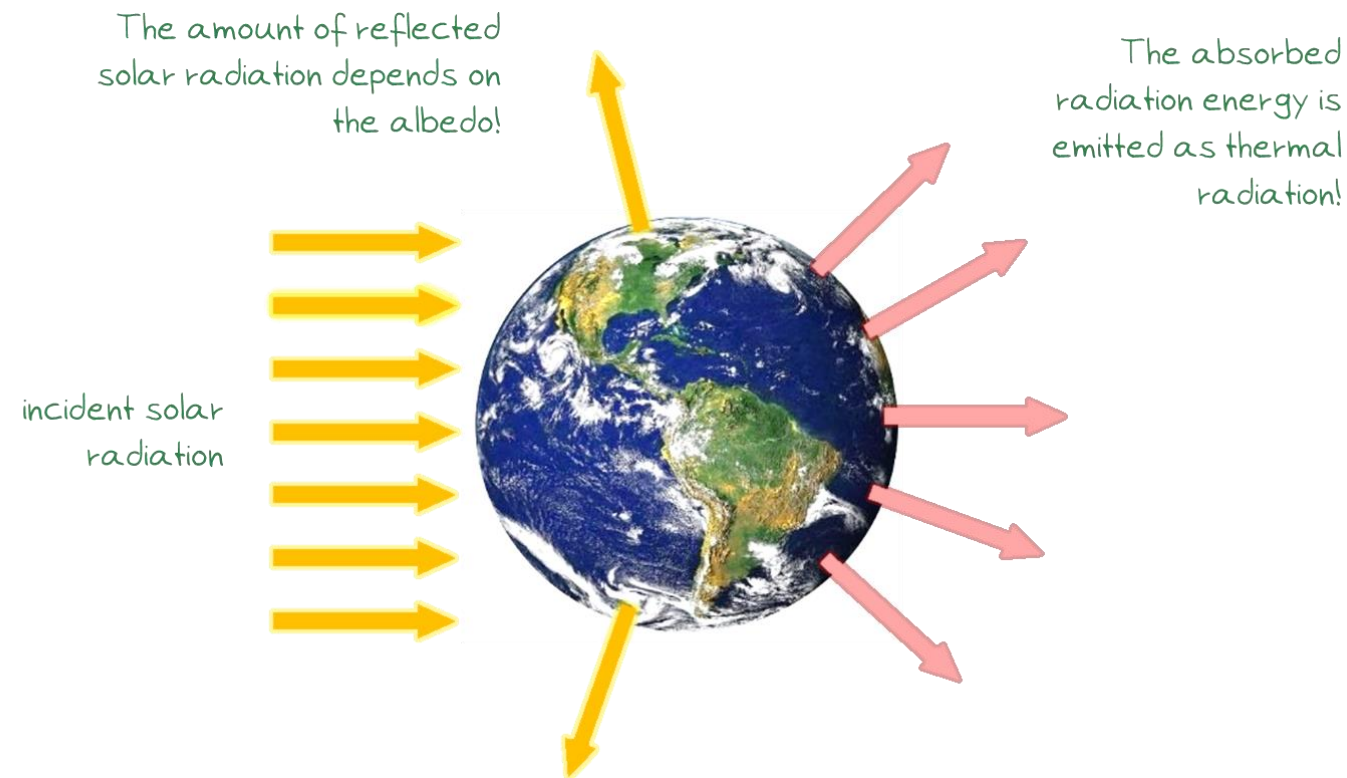 The amount of reflected
solar radiation depends on
the albedo!
The absorbed
radiation energy is
emitted as thermal
radiation!
incident solar
radiation